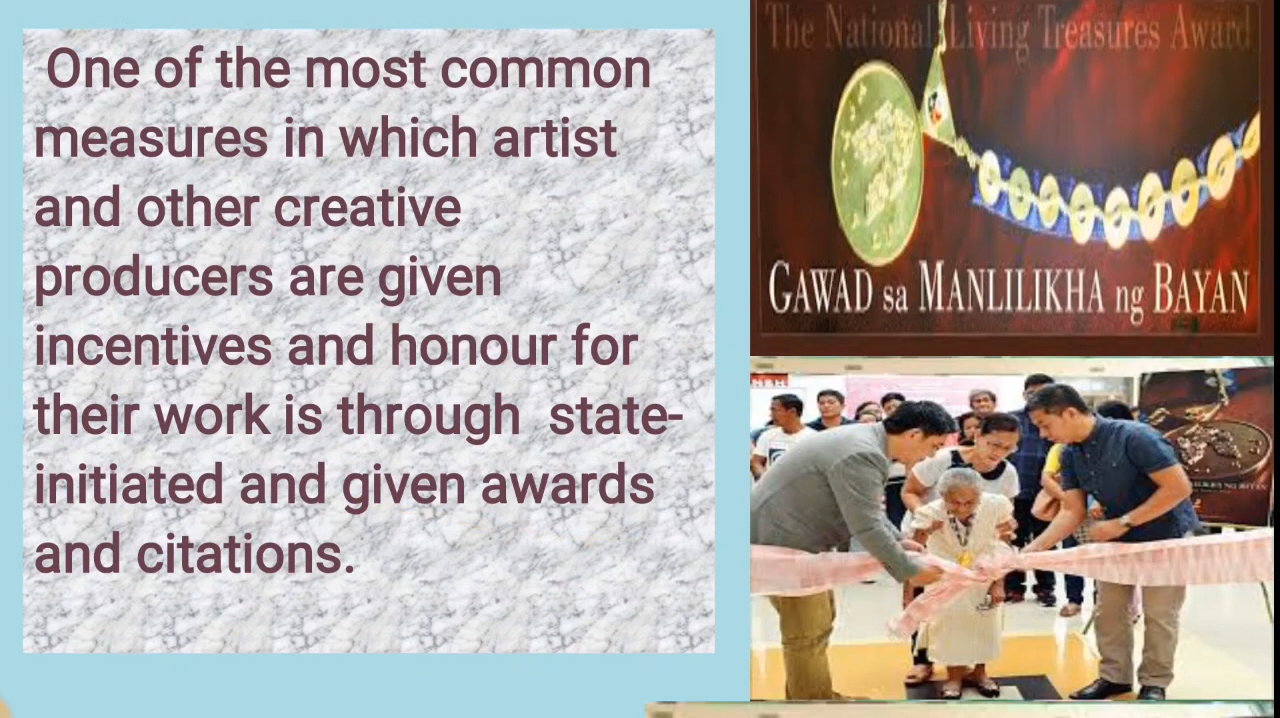 One of the most common
measures in which artist
and other creative
producers are given
incentives and honour for
their work is through state-
initiated and given awards
and citations.
The National Living Treasures Award
GAWAD sa MANLILIKHA ng BAYAN
H&M